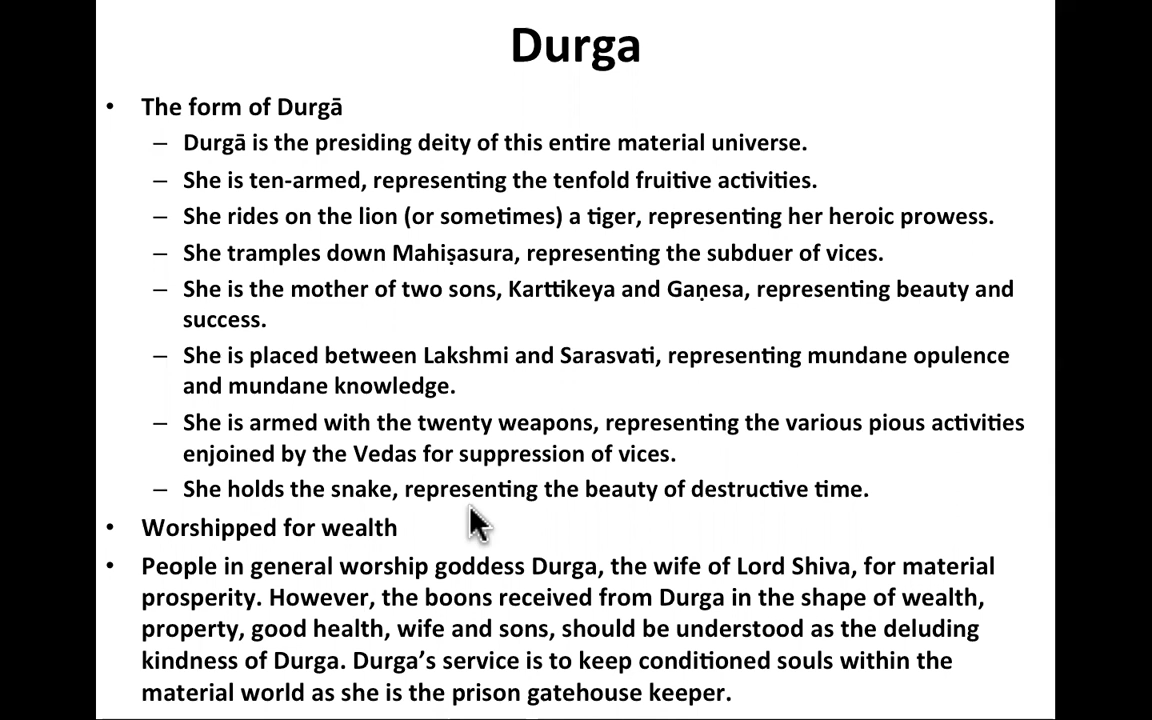 Durga
• The form of Durgā
– Durgā is the presiding deity of this entire material universe.
– She is ten-armed, representing the tenfold fruitive activities.
– She rides on the lion (or sometimes) a tiger, representing her heroic prowess.
– She tramples down Mahiṣasura, representing the subduer of vices.
– She is the mother of two sons, Karttikeya and Gaṇesa, representing beauty and
success.
– She is placed between Lakshmi and Sarasvati, representing mundane opulence
and mundane knowledge.
– She is armed with the twenty weapons, representing the various pious activities
enjoined by the Vedas for suppression of vices.
– She holds the snake, representing the beauty of destructive time.
• Worshipped for wealth
• People in general worship goddess Durga, the wife of Lord Shiva, for material
prosperity. However, the boons received from Durga in the shape of wealth,
property, good health, wife and sons, should be understood as the deluding
kindness of Durga. Durga’s service is to keep conditioned souls within the
material world as she is the prison gatehouse keeper.